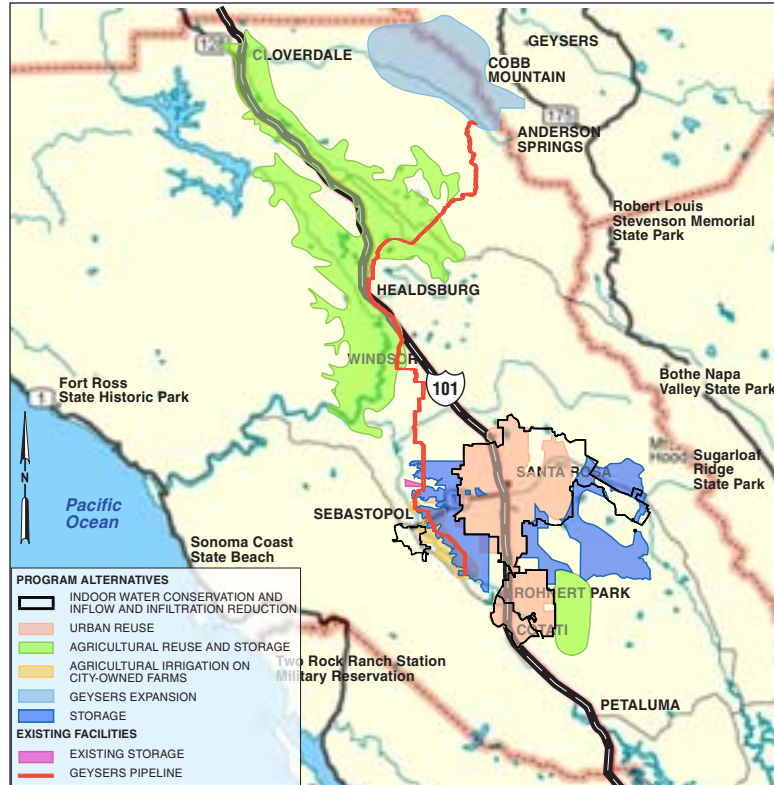 128
CLOVERDALE
GEYSERS
COBB
MOUNTAIN
175
ANDERSON
SPRINGS
Robert Louis
Stevenson Memorial
State Park
HEALDSBURG
WINDSOR
101
Fort Ross
State Historic Park
1
Bothe Napa
Valley State Park
N
Pacific
Ocean
SANTA ROSA
Mt
Hood
Sugarloaf
Ridge
State Park
SEBASTOPOL
Sonoma Coast
State Beach
ROHNERT PARK
COTATI
Two Rock Ranch Station
Military Reservation
PETALUMA
PROGRAM ALTERNATIVES
INDOOR WATER CONSERVATION AND
INFLOW AND INFILTRATION REDUCTION
URBAN REUSE
AGRICULTURAL REUSE AND STORAGE
AGRICULTURAL IRRIGATION ON
CITY-OWNED FARMS
GEYSERS EXPANSION
STORAGE
EXISTING FACILITIES
EXISTING STORAGE
GEYSERS PIPELINE